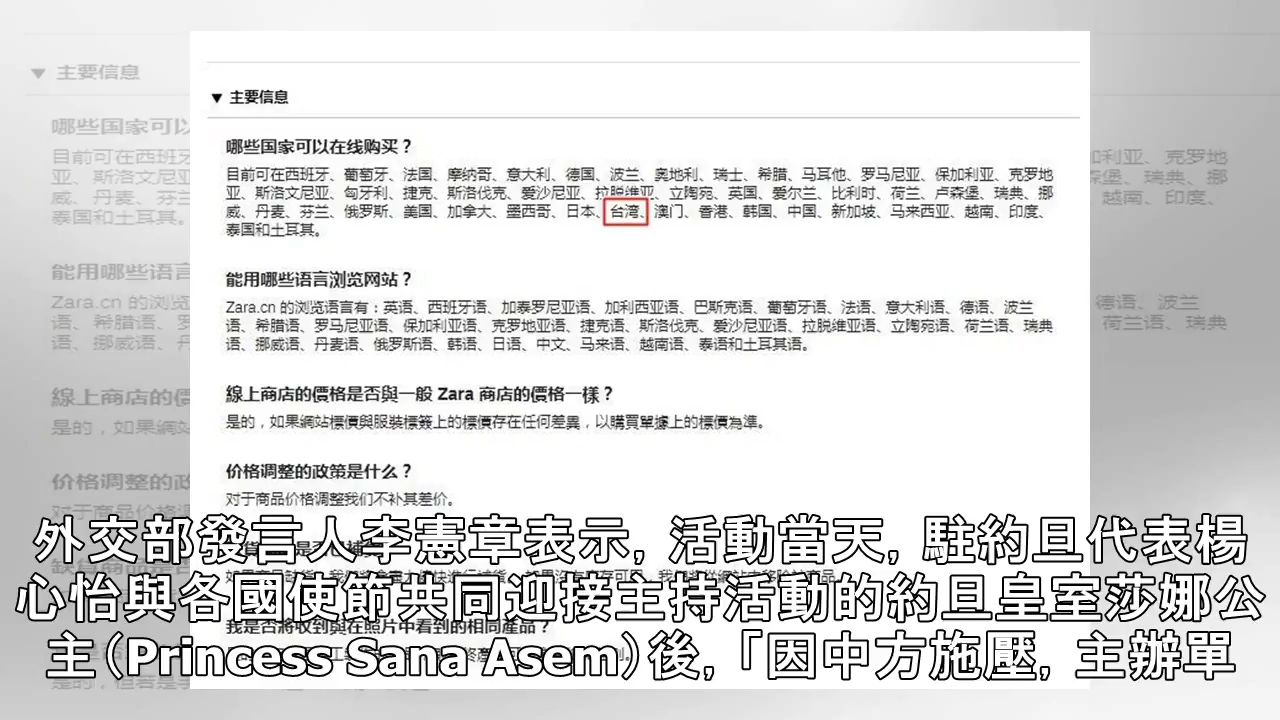 主要信息
哪些国家可以在线购买？
目前可在西班牙、葡萄牙、法国、摩纳哥、意大利、德国、波兰、奥地利、瑞士、希腊、马耳他、罗马尼亚、保加利亚、克罗地
亚、斯洛文尼亚、匈牙利、捷克、斯洛伐克、爱沙尼亚、拉脱维亚、立陶宛、英国、爱尔兰、比利时、荷兰、卢森堡、瑞典、挪
威、丹麦、芬兰、俄罗斯、美国、加拿大、墨西哥、日本、台湾、澳门、香港、韩国、中国、新加坡、马来西亚、越南、印度、
泰国和土耳其。
能用哪些语言浏览网站？
Zara.cn 的浏览语言有：英语、西班牙语、加泰罗尼亚语、加利西亚语、巴斯克语、葡萄牙语、法语、意大利语、德语、波兰
语、希腊语、罗马尼亚语、保加利亚语、克罗地亚语、捷克语、斯洛伐克、爱沙尼亚语、拉脱维亚语、立陶宛语、荷兰语、瑞典
语、挪威语、丹麦语、俄罗斯语、韩语、日语、中文、马来语、越南语、泰语和土耳其语。
線上商店的價格是否與一般 Zara 商店的價格一樣？
是的，如果網站標價與服裝標簽上的標價存在任何差異，以購買單據上的標價為準。
价格调整的政策是什么？
对于商品价格调整我们不补其差价。
我是否將收到與在照片中看到的相同產品？
外交部發言人李憲章表示，活動當天，駐約旦代表楊
心怡與各國使節共同迎接主持活動的約旦皇室莎娜公
主（Princess Sana Asem）後，「因中方施壓，主辦單